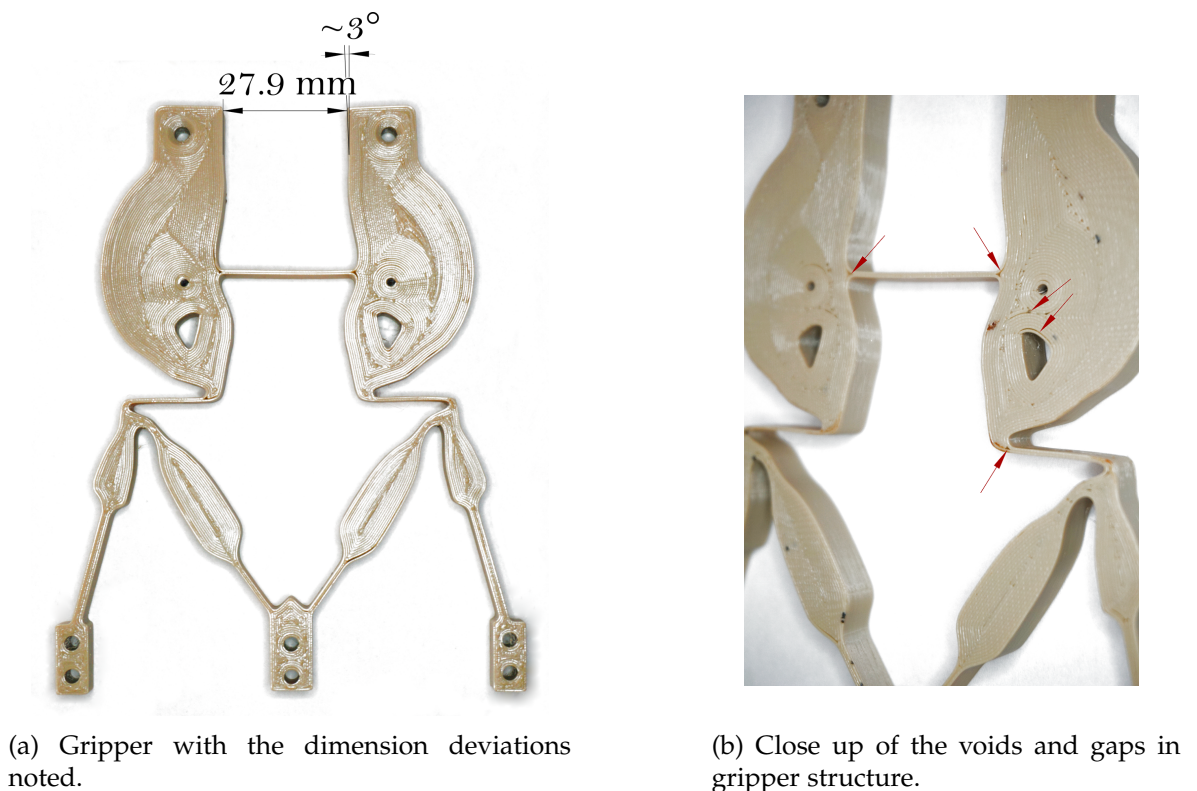 ~3°
27.9 mm
(a) Gripper with the dimension deviations
noted.
(b) Close up of the voids and gaps in
gripper structure.